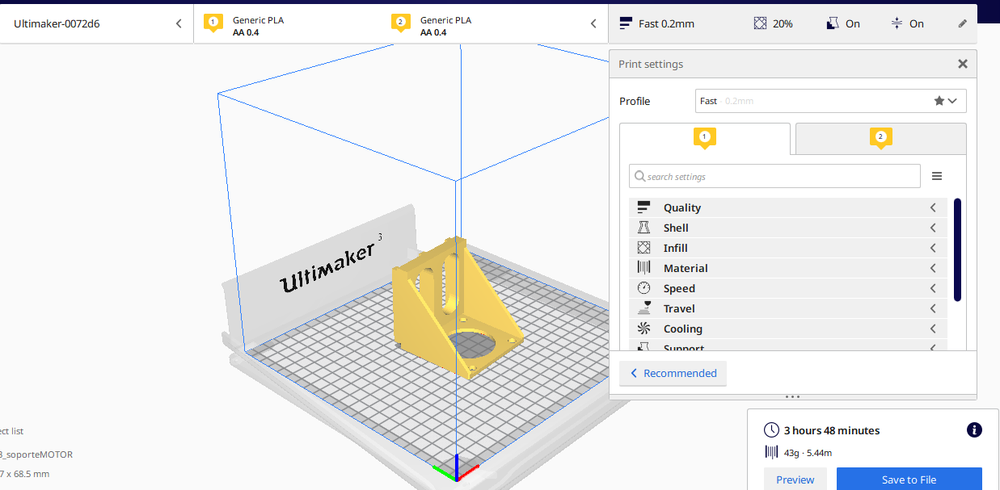 Ultimaker-0072d6
1
Generic PLA
AA 0.4
2
Generic PLA
AA 0.4
Fast 0.2mm
20%
On
On
Print settings
Profile
Fast - 0.2mm
1
2
search settings
Quality
Shell
Infill
Material
Speed
Travel
Cooling
Support
Recommended
Ultimaker 3
ect list
3_soporteMOTOR
7 x 68.5 mm
3 hours 48 minutes
43g · 5.44m
Preview
Save to File